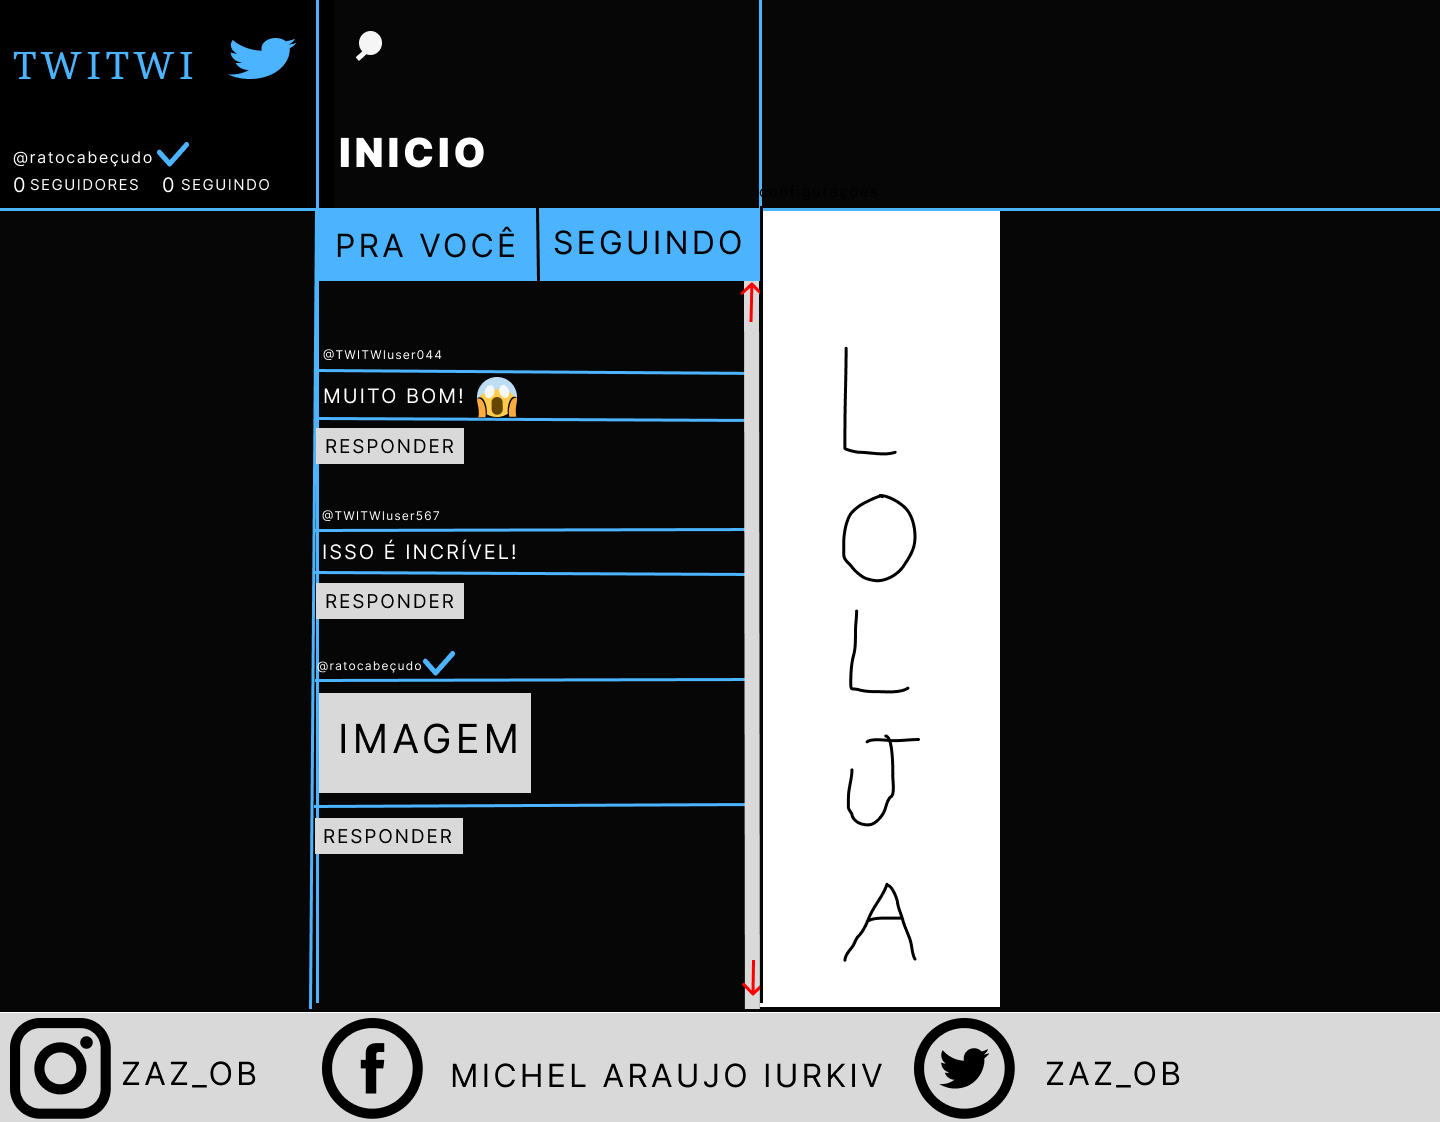 TWITWI
@ratocabeçudo
0 SEGUIDORES 0 SEGUINDO
INICIO
configurações
PRA VOCÊ SEGUINDO
@TWITWIuser044
MUITO BOM! 😱
RESPONDER
@TWITWIuser567
ISSO É INCRÍVEL!
RESPONDER
@ratocabeçudo
IMAGEM
RESPONDER
L
O
L
J
A
ZAZ_OB MICHEL ARAUJO IURKIV ZAZ_OB